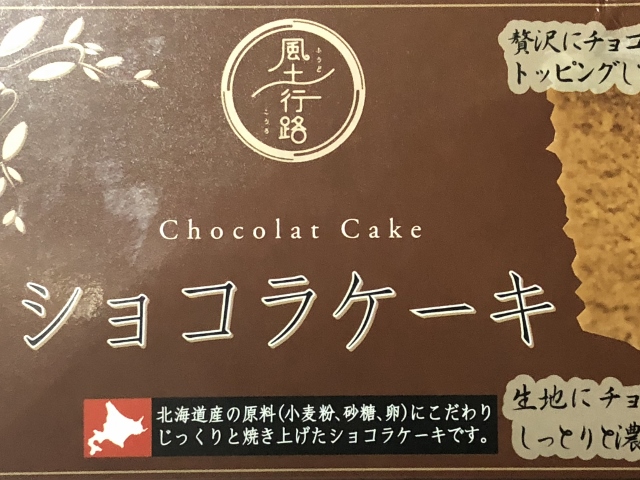 風土行路
ふうど
こうろ
贅沢にチョコ
トッピングし
Chocolat Cake
ショコラケーキ
北海道産の原料(小麦粉、砂糖、卵)にこだわり
じっくりと焼き上げたショコラケーキです。
生地にチョ
しっとりと濃